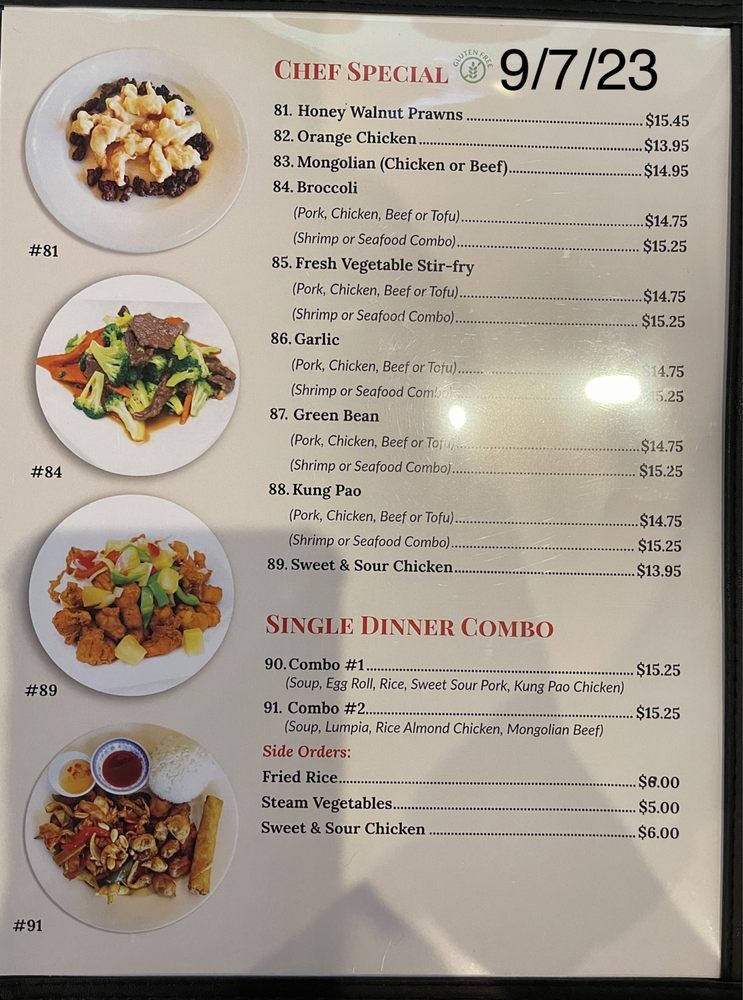 CHEF SPECIAL GLUTEN FREE 9/7/23
81. Honey Walnut Prawns $15.45
82. Orange Chicken $13.95
83. Mongolian (Chicken or Beef) $14.95
84. Broccoli
(Pork, Chicken, Beef or Tofu) $14.75
(Shrimp or Seafood Combo) $15.25
#81
85. Fresh Vegetable Stir-fry
(Pork, Chicken, Beef or Tofu) $14.75
(Shrimp or Seafood Combo) $15.25
86. Garlic
(Pork, Chicken, Beef or Tofu) $14.75
(Shrimp or Seafood Combo) 15.25
87. Green Bean
(Pork, Chicken, Beef or Tofu) $14.75
(Shrimp or Seafood Combo) $15.25
#84
88. Kung Pao
(Pork, Chicken, Beef or Tofu) $14.75
(Shrimp or Seafood Combo) $15.25
89. Sweet & Sour Chicken $13.95
SINGLE DINNER COMBO
90. Combo #1 $15.25
(Soup, Egg Roll, Rice, Sweet Sour Pork, Kung Pao Chicken)
#89
91. Combo #2 $15.25
(Soup, Lumpia, Rice Almond Chicken, Mongolian Beef)
Side Orders:
Fried Rice $6.00
Steam Vegetables $5.00
Sweet & Sour Chicken $6.00
#91